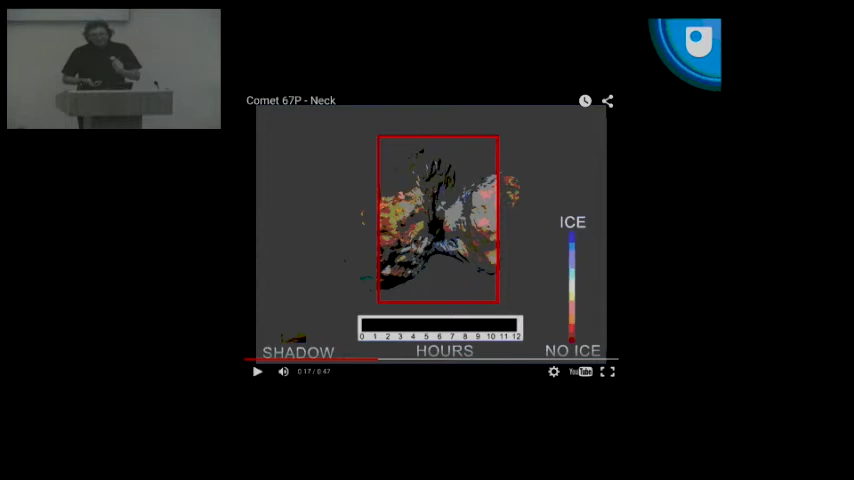 Comet 67P - Neck
ICE
0 1 2 3 4 5 6 7 8 9 10 11 12
SHADOW
HOURS
NO ICE
0:17 / 0:47
YouTube